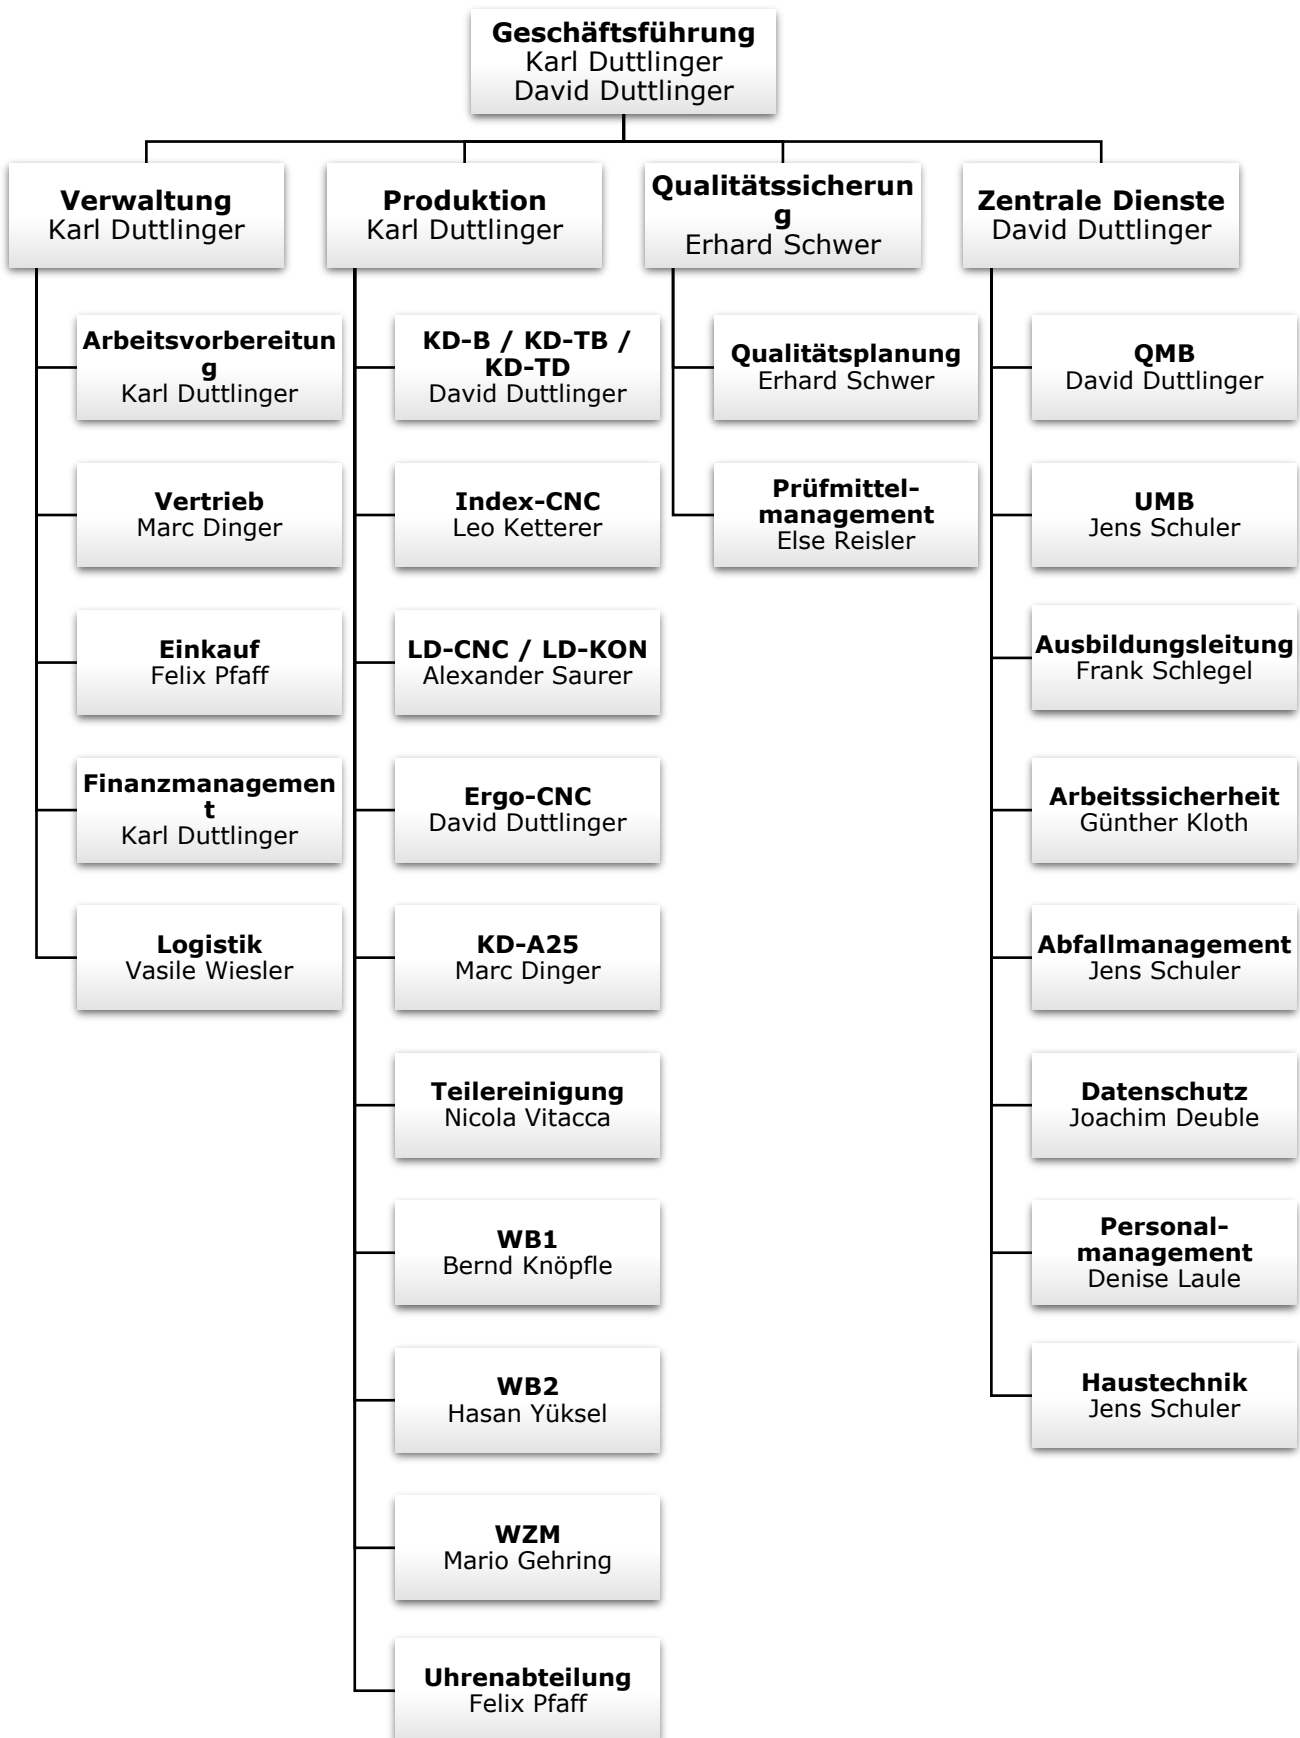 Geschäftsführung
Karl Duttlinger
David Duttlinger
Verwaltung
Karl Duttlinger
Arbeitsvorbereitun
g
Karl Duttlinger
Vertrieb
Marc Dinger
Einkauf
Felix Pfaff
Finanzmanagemen
t
Karl Duttlinger
Logistik
Vasile Wiesler
Produktion
Karl Duttlinger
KD-B / KD-TB /
KD-TD
David Duttlinger
Index-CNC
Leo Ketterer
LD-CNC / LD-KON
Alexander Saurer
Ergo-CNC
David Duttlinger
KD-A25
Marc Dinger
Teilereinigung
Nicola Vitacca
WB1
Bernd Knöpfle
WB2
Hasan Yüksel
WZM
Mario Gehring
Uhrenabteilung
Felix Pfaff
Qualitätssicherun
g
Erhard Schwer
Qualitätsplanung
Erhard Schwer
Prüfmittel-
management
Else Reisler
Zentrale Dienste
David Duttlinger
QMB
David Duttlinger
UMB
Jens Schuler
Ausbildungsleitung
Frank Schlegel
Arbeitssicherheit
Günther Kloth
Abfallmanagement
Jens Schuler
Datenschutz
Joachim Deuble
Personal-
management
Denise Laule
Haustechnik
Jens Schuler